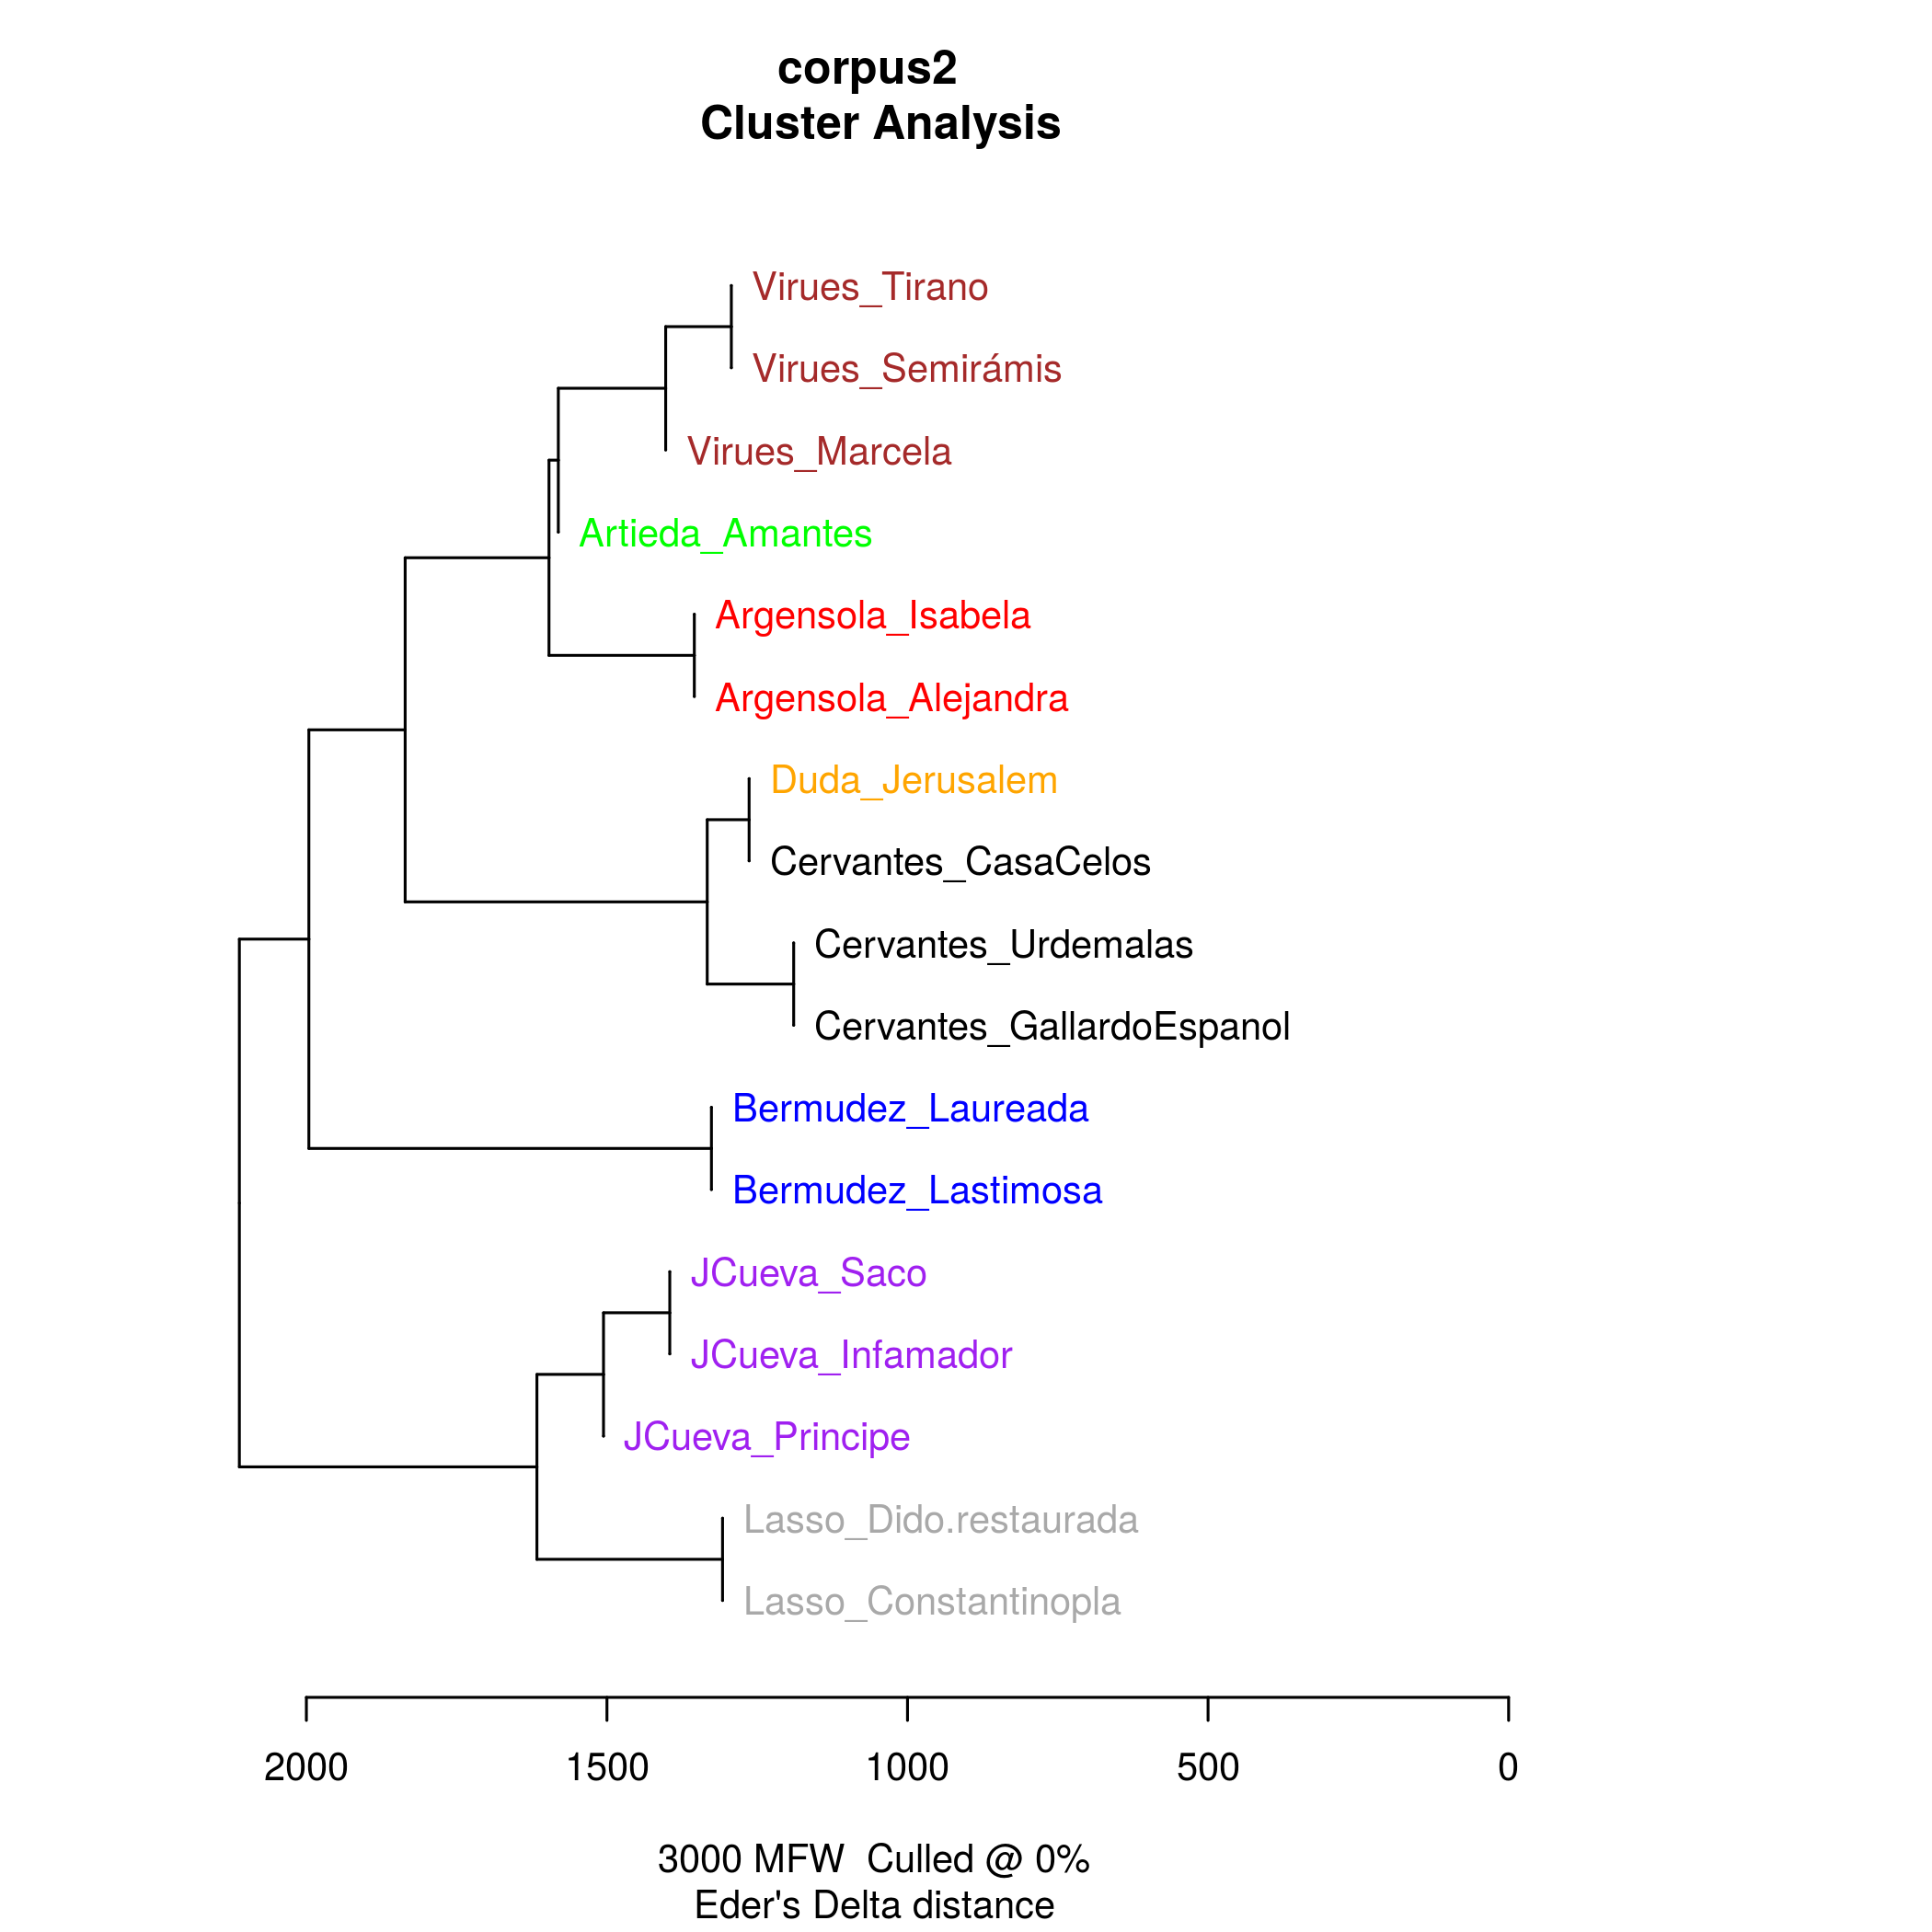 corpus2
Cluster Analysis
Virues_Tirano
Virues_Semirámis
Virues_Marcela
Artieda_Amantes
Argensola_Isabela
Argensola_Alejandra
Duda_Jerusalem
Cervantes_CasaCelos
Cervantes_Urdemalas
Cervantes_GallardoEspanol
Bermudez_Laureada
Bermudez_Lastimosa
JCueva_Saco
JCueva_Infamador
JCueva_Principe
Lasso_Dido.restaurada
Lasso_Constantinopla
2000 1500 1000 500 0
3000 MFW  Culled @ 0%
Eder's Delta distance